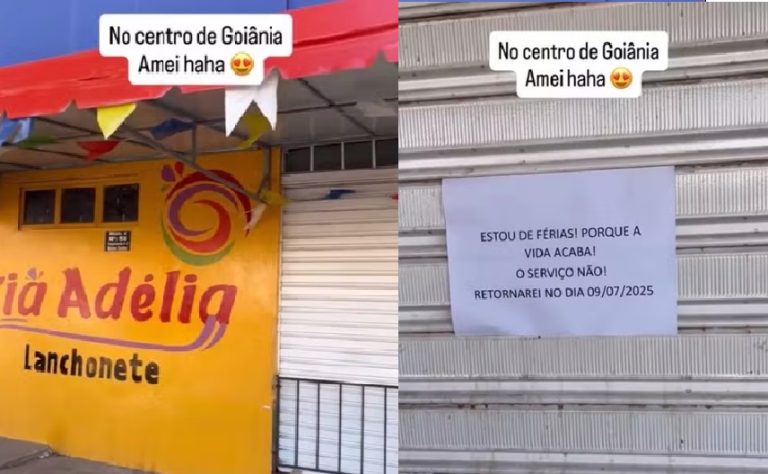 No centro de Goiânia
Amei haha 😍
Adélia
Lanchonete
No centro de Goiânia
Amei haha 😍
ESTOU DE FÉRIAS! PORQUE A
VIDA ACABA!
O SERVIÇO NÃO!
RETORNAREI NO DIA 09/07/2025